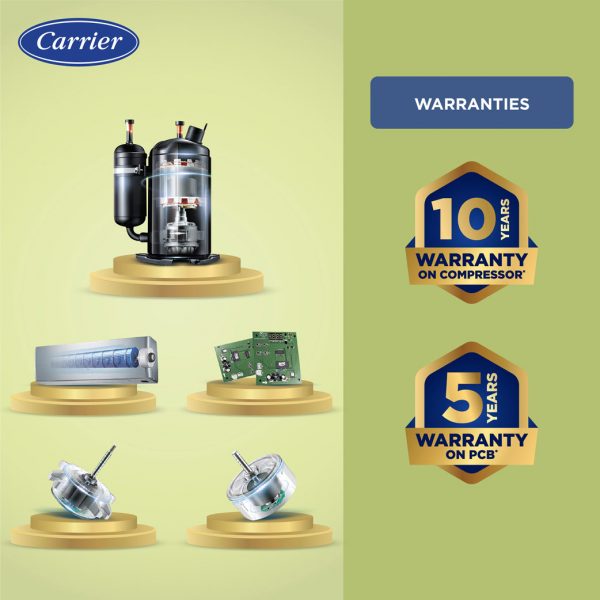 Carrier
WARRANTIES
10 YEARS
WARRANTY
ON COMPRESSOR*
5 YEARS
WARRANTY
ON PCB*